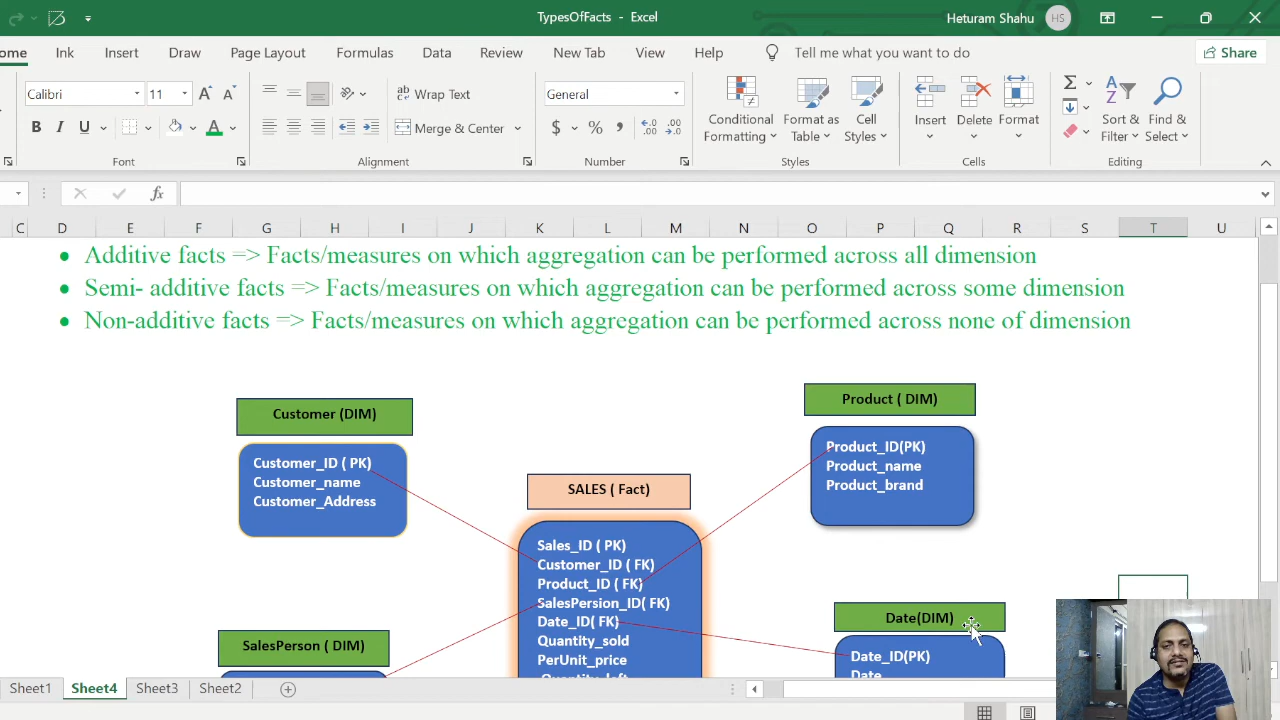 TypesOfFacts - Excel
Heturam Shahu HS
ome Ink Insert Draw Page Layout Formulas Data Review New Tab View Help Tell me what you want to do Share
Calibri 11 Wrap Text General
B I U A Merge & Center $ % Conditional Formatting Format as Table Cell Styles Insert Delete Format Sort & Filter Find & Select
Font Alignment Number Styles Cells Editing
fx
C D E F G H I J K L M N O P Q R S T U
• Additive facts => Facts/measures on which aggregation can be performed across all dimension
• Semi- additive facts => Facts/measures on which aggregation can be performed across some dimension
• Non-additive facts => Facts/measures on which aggregation can be performed across none of dimension
Customer (DIM)
Customer_ID ( PK)
Customer_name
Customer_Address
Product ( DIM)
Product_ID(PK)
Product_name
Product_brand
SALES ( Fact)
Sales_ID ( PK)
Customer_ID ( FK)
Product_ID ( FK)
SalesPersion_ID( FK)
Date_ID( FK)
Quantity_sold
PerUnit_price
Quantity_left
SalesPerson ( DIM)
Date(DIM)
Date_ID(PK)
Date
Sheet1 Sheet4 Sheet3 Sheet2